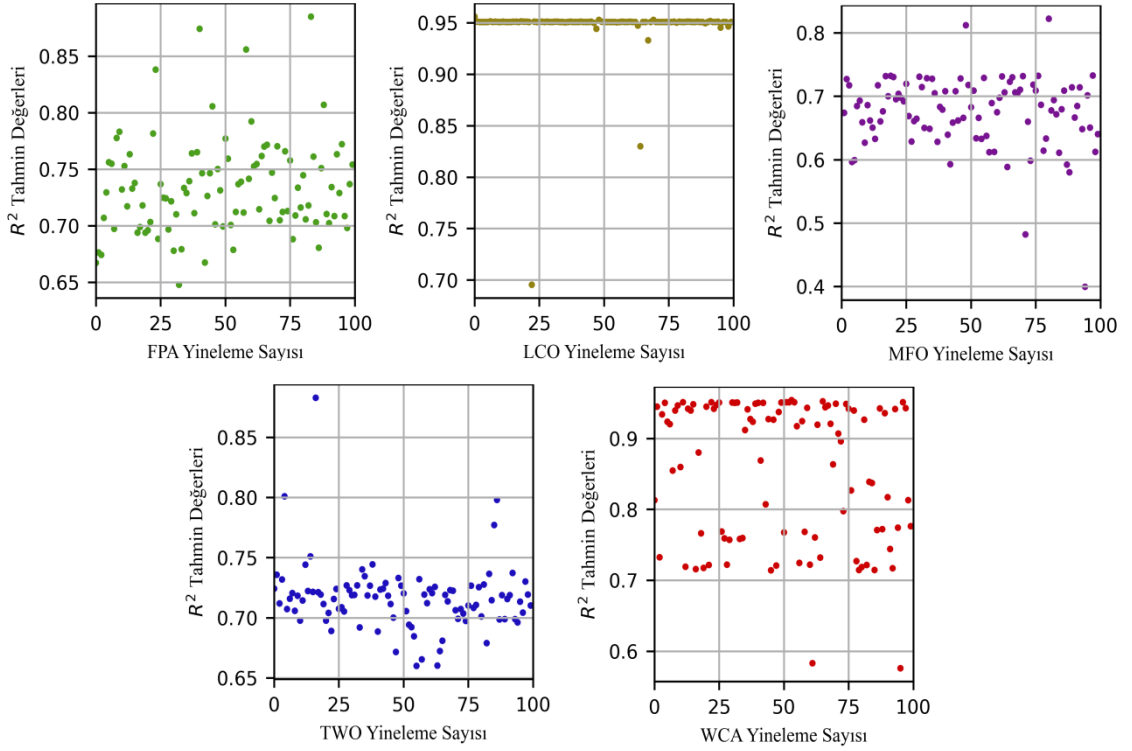 R² Tahmin Değerleri
0.85
0.80
0.75
0.70
0.65
0 25 50 75 100
FPA Yineleme Sayısı
R² Tahmin Değerleri
0.95
0.90
0.85
0.80
0.75
0.70
0 25 50 75 100
LCO Yineleme Sayısı
R² Tahmin Değerleri
0.8
0.7
0.6
0.5
0.4
0 25 50 75 100
MFO Yineleme Sayısı
R² Tahmin Değerleri
0.85
0.80
0.75
0.70
0.65
0 25 50 75 100
TWO Yineleme Sayısı
R² Tahmin Değerleri
0.9
0.8
0.7
0.6
0 25 50 75 100
WCA Yineleme Sayısı